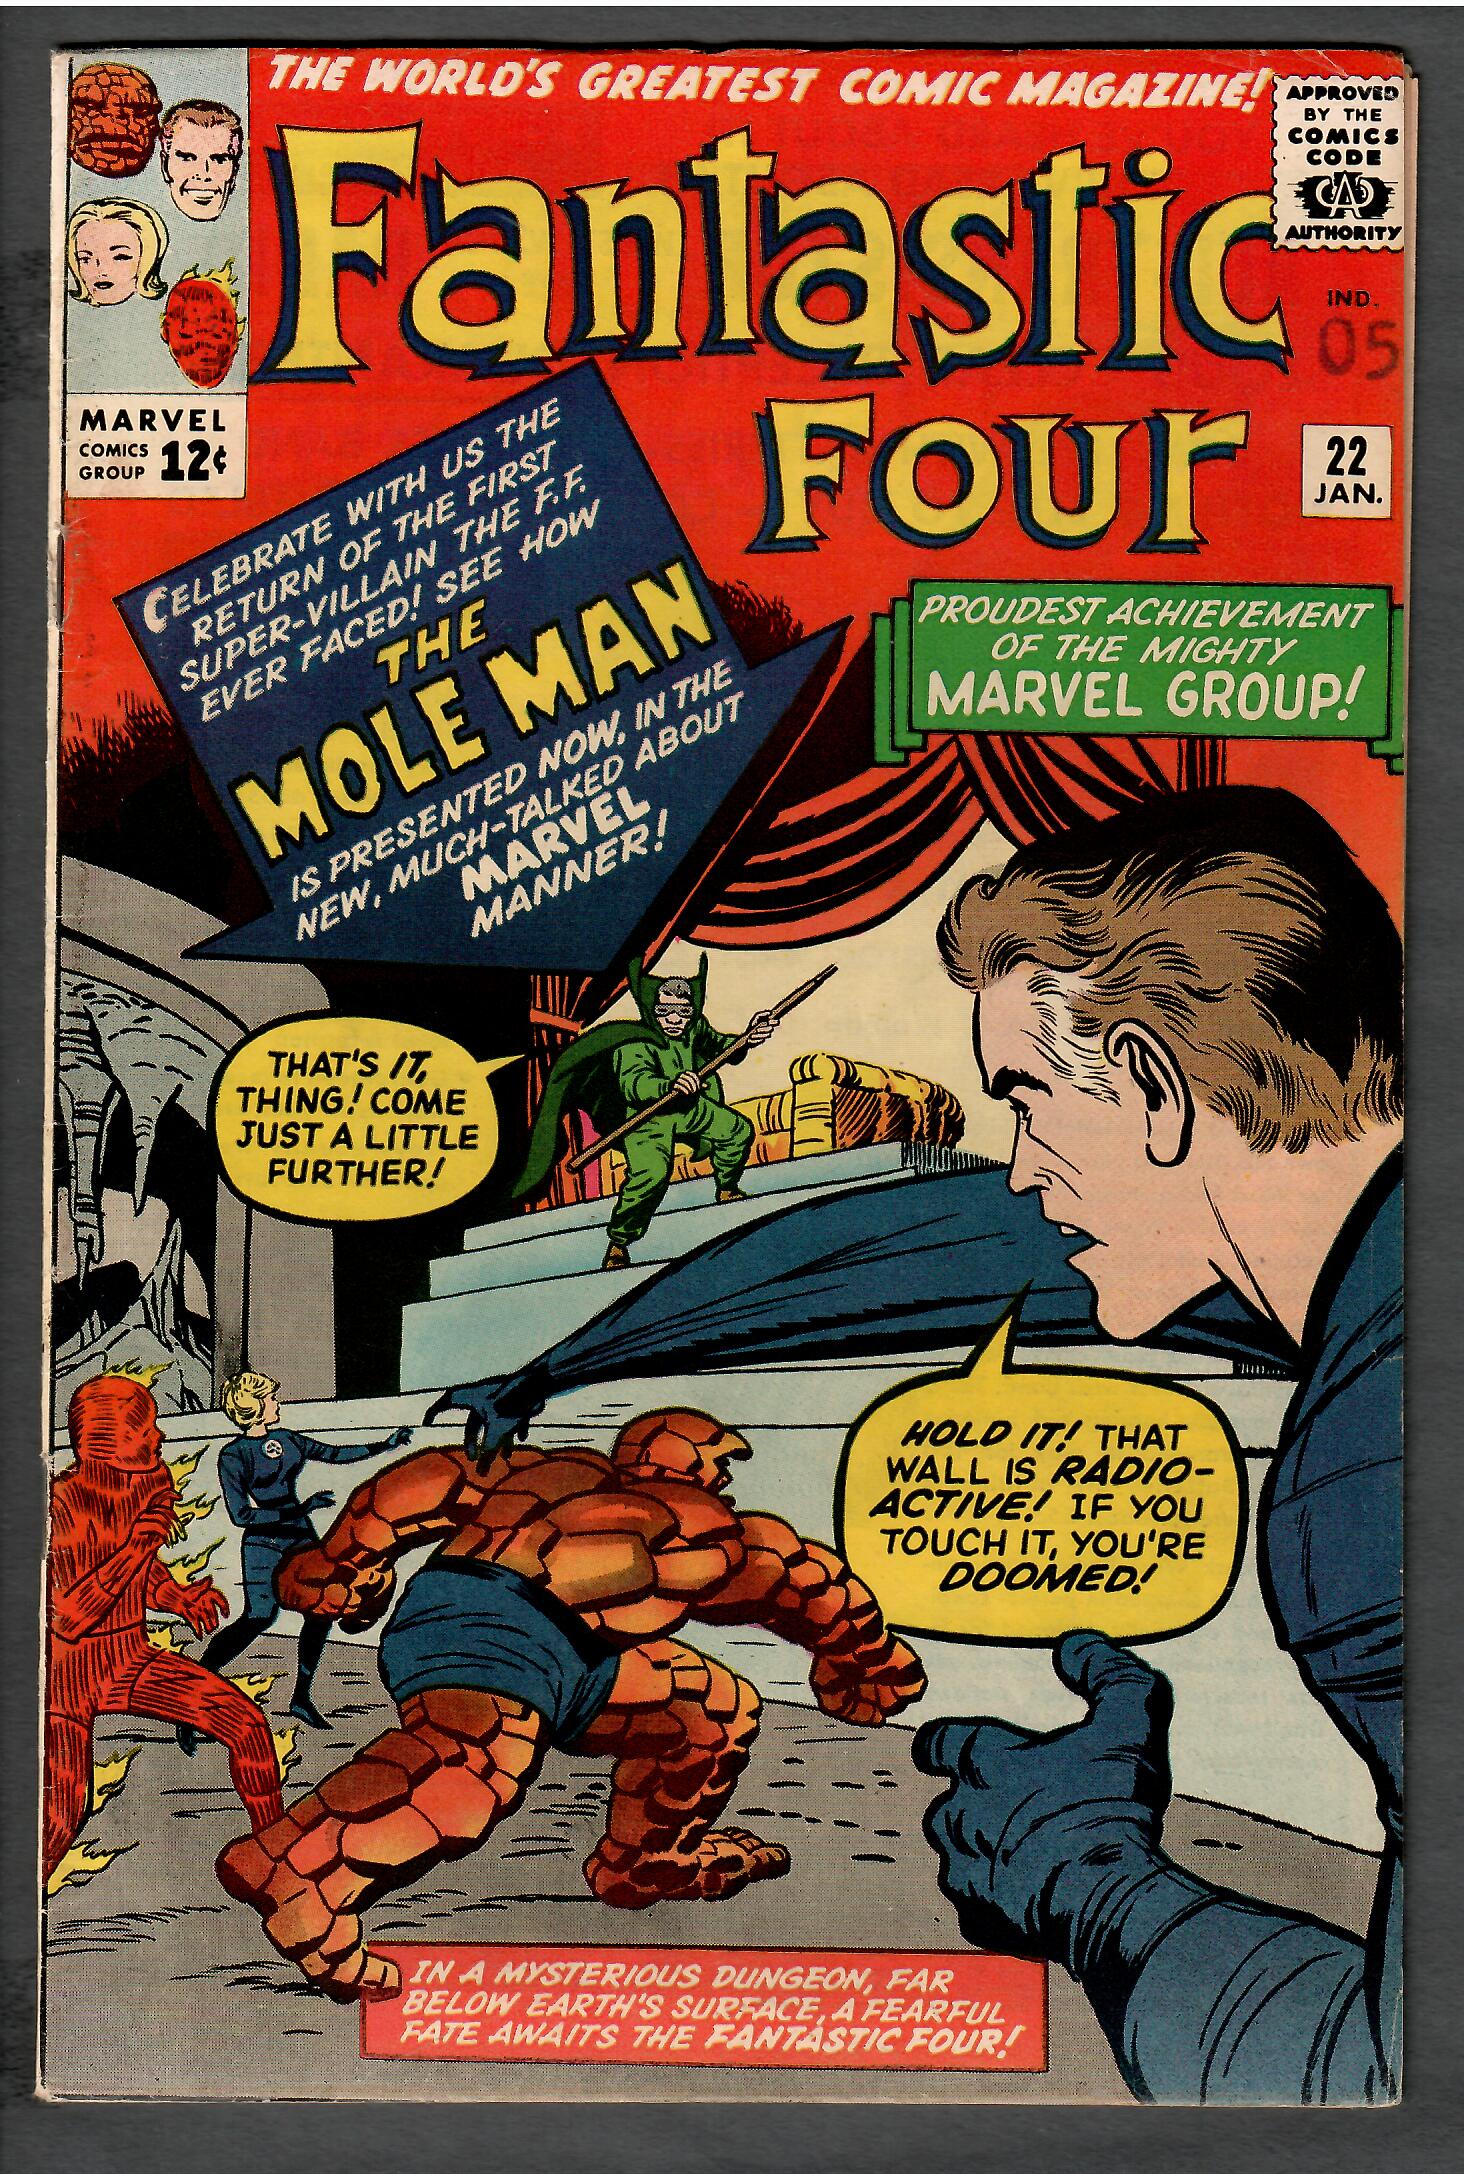 THE WORLD'S GREATEST COMIC MAGAZINE!
APPROVED
BY THE
COMICS
CODE
CA
AUTHORITY
Fantastic
Four
IND.
05
MARVEL
COMICS
GROUP 12¢
22
JAN.
CELEBRATE WITH US THE
RETURN OF THE FIRST
SUPER-VILLAIN THE F.F.
EVER FACED! SEE HOW
THE
MOLE MAN
IS PRESENTED NOW, IN THE
NEW, MUCH-TALKED ABOUT
MARVEL
MANNER!
PROUDEST ACHIEVEMENT
OF THE MIGHTY
MARVEL GROUP!
THAT'S IT,
THING! COME
JUST A LITTLE
FURTHER!
HOLD IT! THAT
WALL IS RADIO-
ACTIVE! IF YOU
TOUCH IT, YOU'RE
DOOMED!
4
IN A MYSTERIOUS DUNGEON, FAR
BELOW EARTH'S SURFACE, A FEARFUL
FATE AWAITS THE FANTASTIC FOUR!